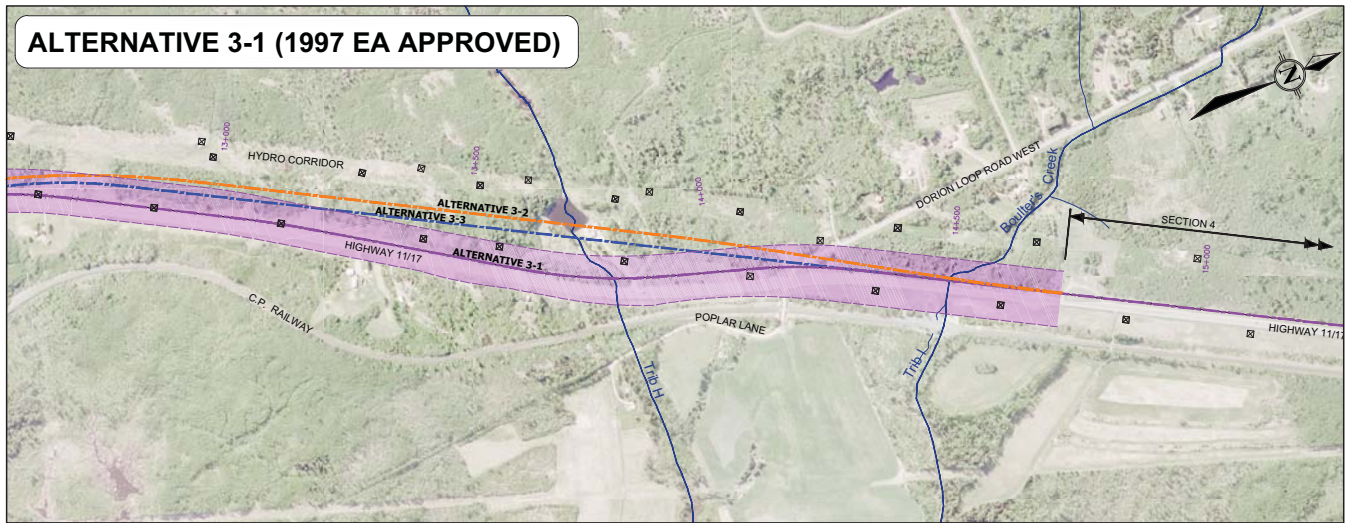 ALTERNATIVE 3-1 (1997 EA APPROVED)
N
13+000
HYDRO CORRIDOR
13+500
14+000
DORION LOOP ROAD WEST
Boulter's Creek
14+500
SECTION 4
15+000
ALTERNATIVE 3-2
ALTERNATIVE 3-3
HIGHWAY 11/17
ALTERNATIVE 3-1
C.P. RAILWAY
POPLAR LANE
HIGHWAY 11/17
Trib H
Trib I